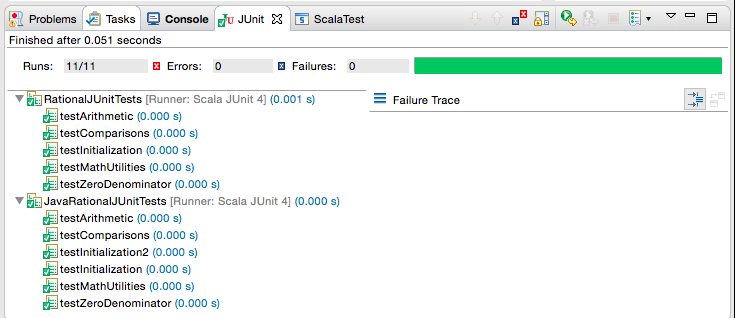 Problems Tasks Console JUnit ScalaTest
Finished after 0.051 seconds
Runs: 11/11 Errors: 0 Failures: 0
RationalJUnitTests [Runner: Scala JUnit 4] (0.001 s) Failure Trace
testArithmetic (0.000 s)
testComparisons (0.000 s)
testInitialization (0.000 s)
testMathUtilities (0.000 s)
testZeroDenominator (0.000 s)
JavaRationalJUnitTests [Runner: Scala JUnit 4] (0.000 s)
testArithmetic (0.000 s)
testComparisons (0.000 s)
testInitialization2 (0.000 s)
testInitialization (0.000 s)
testMathUtilities (0.000 s)
testZeroDenominator (0.000 s)